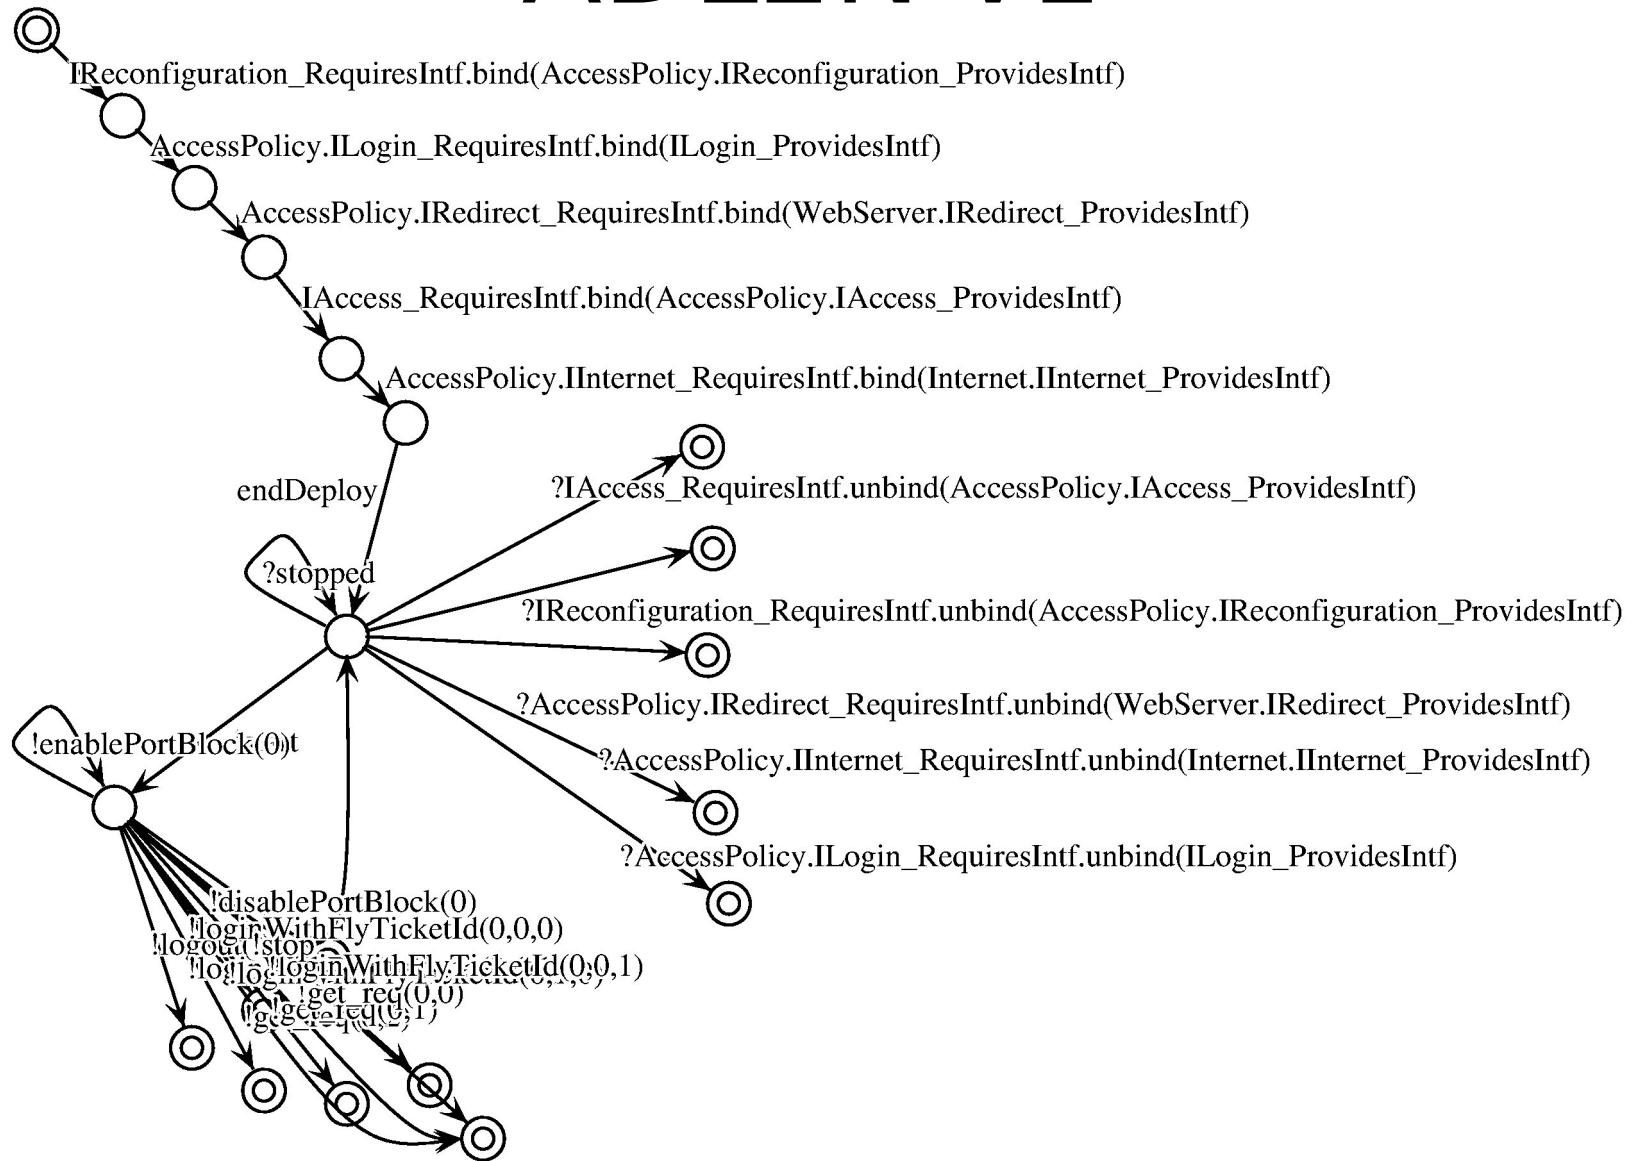 IReconfiguration_RequiresIntf.bind(AccessPolicy.IReconfiguration_ProvidesIntf)
AccessPolicy.ILogin_RequiresIntf.bind(ILogin_ProvidesIntf)
AccessPolicy.IRedirect_RequiresIntf.bind(WebServer.IRedirect_ProvidesIntf)
IAccess_RequiresIntf.bind(AccessPolicy.IAccess_ProvidesIntf)
AccessPolicy.IInternet_RequiresIntf.bind(Internet.IInternet_ProvidesIntf)
endDeploy
?IAccess_RequiresIntf.unbind(AccessPolicy.IAccess_ProvidesIntf)
?stopped
?IReconfiguration_RequiresIntf.unbind(AccessPolicy.IReconfiguration_ProvidesIntf)
?AccessPolicy.IRedirect_RequiresIntf.unbind(WebServer.IRedirect_ProvidesIntf)
!enablePortBlock(0)
?AccessPolicy.IInternet_RequiresIntf.unbind(Internet.IInternet_ProvidesIntf)
?AccessPolicy.ILogin_RequiresIntf.unbind(ILogin_ProvidesIntf)
!disablePortBlock(0)
!loginWithFlyTicketId(0,0,0)
!stop
!loginWithFlyTicketId(0,0,1)
!get_req(0,0)
!get_req(0,1)